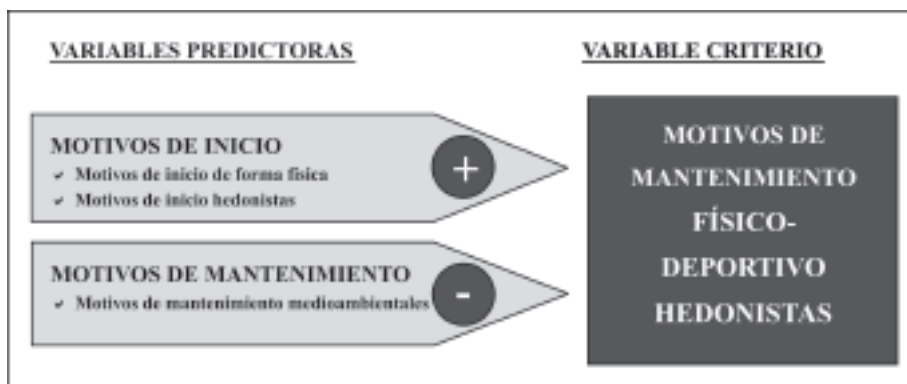 VARIABLES PREDICTORAS
VARIABLE CRITERIO
MOTIVOS DE INICIO
✓ Motivos de inicio de forma física
✓ Motivos de inicio hedonistas
+
MOTIVOS DE MANTENIMIENTO
✓ Motivos de mantenimiento medioambientales
-
MOTIVOS DE
MANTENIMIENTO
FÍSICO-
DEPORTIVO
HEDONISTAS